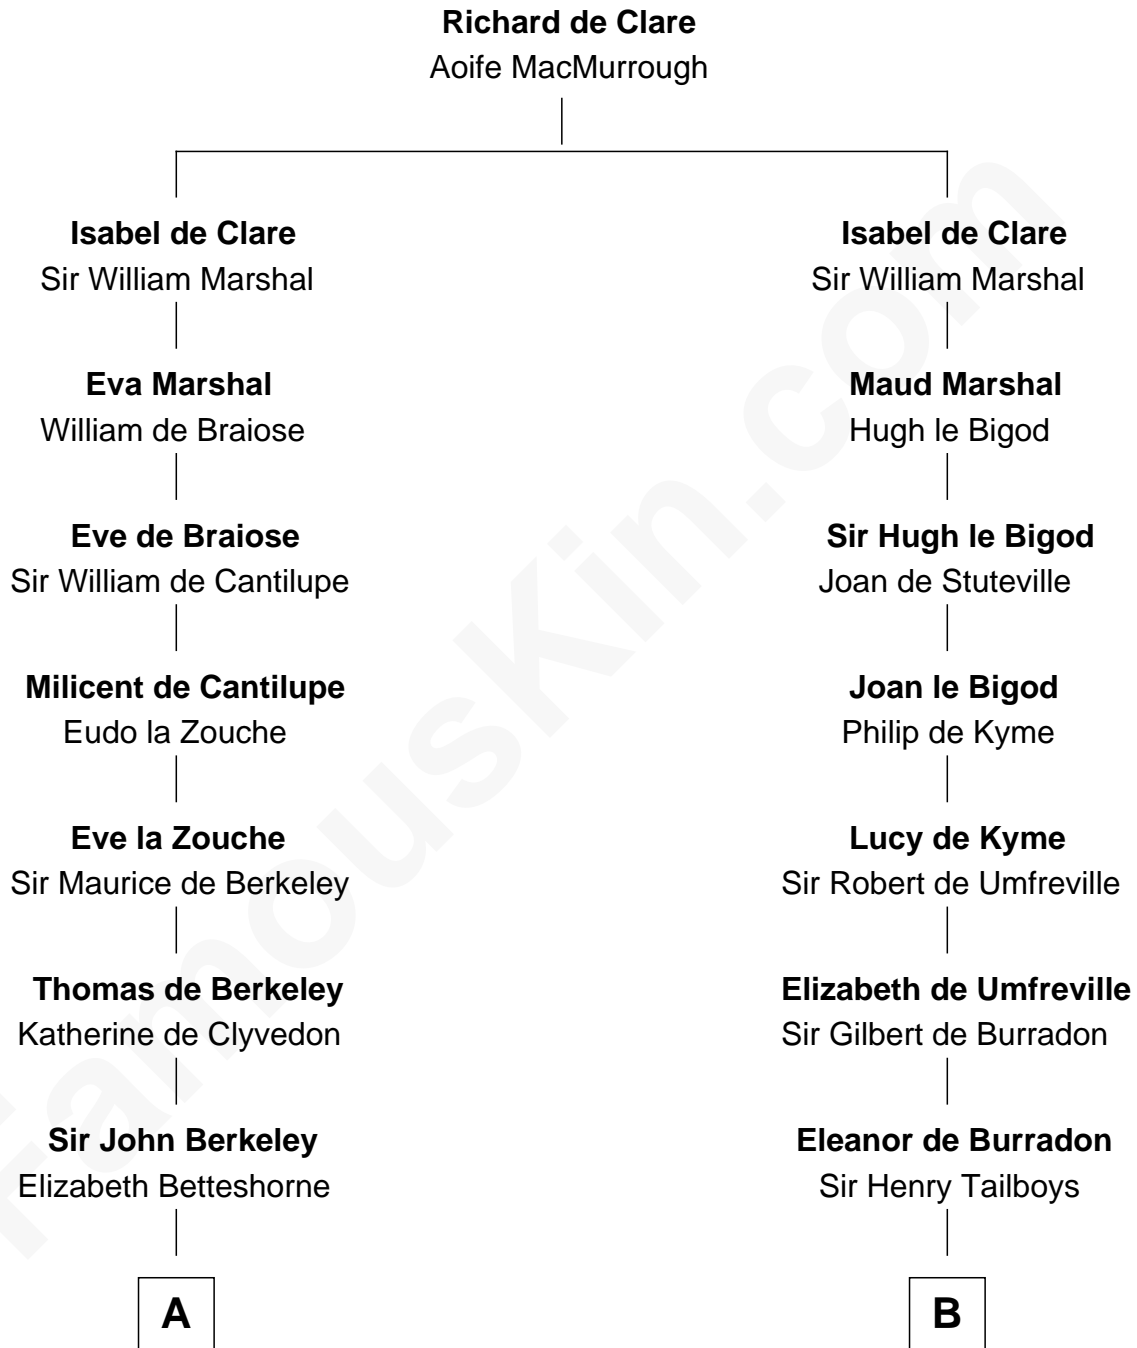 Richard de Clare
Aoife MacMurrough
Isabel de Clare
Sir William Marshal
Eva Marshal
William de Braiose
Eve de Braiose
Sir William de Cantilupe
Milicent de Cantilupe
Eudo la Zouche
Eve la Zouche
Sir Maurice de Berkeley
Thomas de Berkeley
Katherine de Clyvedon
Sir John Berkeley
Elizabeth Betteshorne
A
Isabel de Clare
Sir William Marshal
Maud Marshal
Hugh le Bigod
Sir Hugh le Bigod
Joan de Stuteville
Joan le Bigod
Philip de Kyme
Lucy de Kyme
Sir Robert de Umfreville
Elizabeth de Umfreville
Sir Gilbert de Burradon
Eleanor de Burradon
Sir Henry Tailboys
B
FamousKin.com